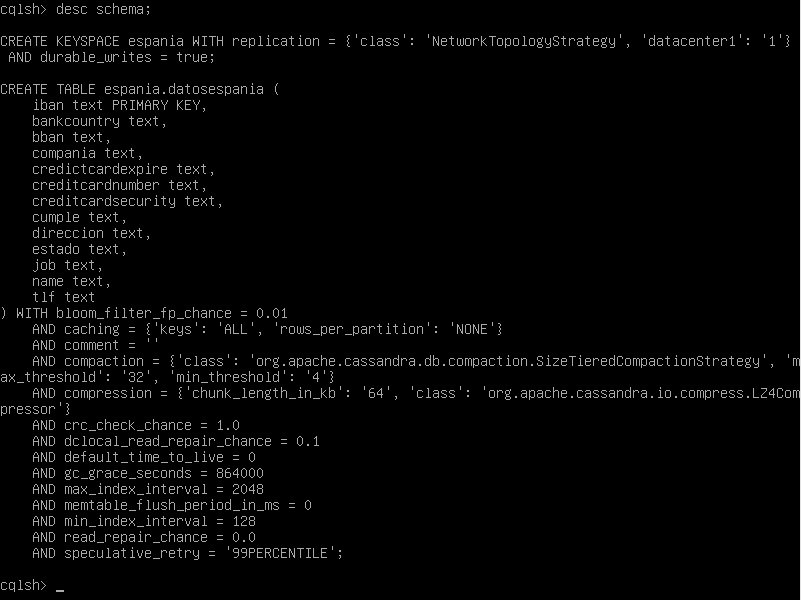 cqlsh> desc schema;
CREATE KEYSPACE espania WITH replication = {'class': 'NetworkTopologyStrategy', 'datacenter1': '1'}
 AND durable_writes = true;
CREATE TABLE espania.datosespania (
    iban text PRIMARY KEY,
    bankcountry text,
    bban text,
    compania text,
    credictcardexpire text,
    creditcardnumber text,
    creditcardsecurity text,
    cumple text,
    direccion text,
    estado text,
    job text,
    name text,
    tlf text
) WITH bloom_filter_fp_chance = 0.01
    AND caching = {'keys': 'ALL', 'rows_per_partition': 'NONE'}
    AND comment = ''
    AND compaction = {'class': 'org.apache.cassandra.db.compaction.SizeTieredCompactionStrategy', 'm
ax_threshold': '32', 'min_threshold': '4'}
    AND compression = {'chunk_length_in_kb': '64', 'class': 'org.apache.cassandra.io.compress.LZ4Com
pressor'}
    AND crc_check_chance = 1.0
    AND dclocal_read_repair_chance = 0.1
    AND default_time_to_live = 0
    AND gc_grace_seconds = 864000
    AND max_index_interval = 2048
    AND memtable_flush_period_in_ms = 0
    AND min_index_interval = 128
    AND read_repair_chance = 0.0
    AND speculative_retry = '99PERCENTILE';
cqlsh> _